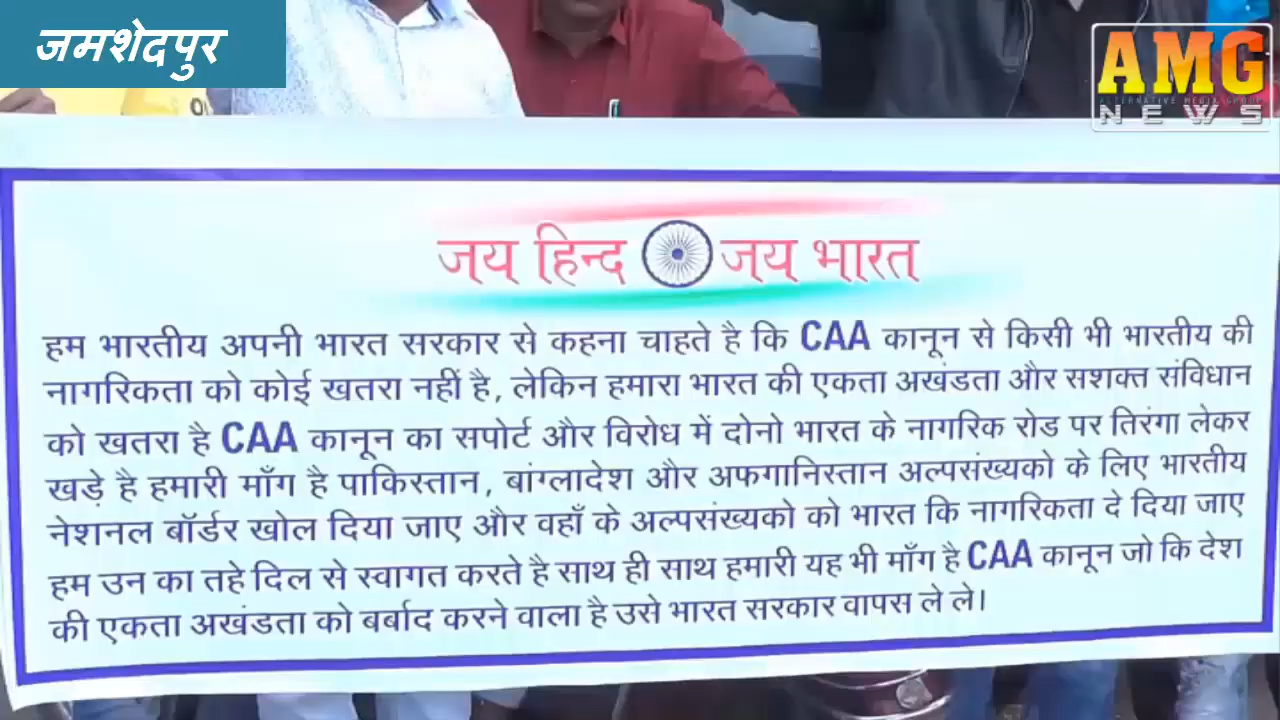 जमशेदपुर
AMG
ALTERNATIVE MEDIA GROUP
NEWS
जय हिन्द जय भारत
हम भारतीय अपनी भारत सरकार से कहना चाहते है कि CAA कानून से किसी भी भारतीय की
नागरिकता को कोई खतरा नहीं है, लेकिन हमारा भारत की एकता अखंडता और सशक्त संविधान
को खतरा है CAA कानून का सपोर्ट और विरोध में दोनो भारत के नागरिक रोड पर तिरंगा लेकर
खड़े है हमारी माँग है पाकिस्तान, बांग्लादेश और अफगानिस्तान अल्पसंख्यको के लिए भारतीय
नेशनल बॉर्डर खोल दिया जाए और वहाँ के अल्पसंख्यको को भारत कि नागरिकता दे दिया जाए
हम उन का तहे दिल से स्वागत करते है साथ ही साथ हमारी यह भी माँग है CAA कानून जो कि देश
की एकता अखंडता को बर्बाद करने वाला है उसे भारत सरकार वापस ले ले।